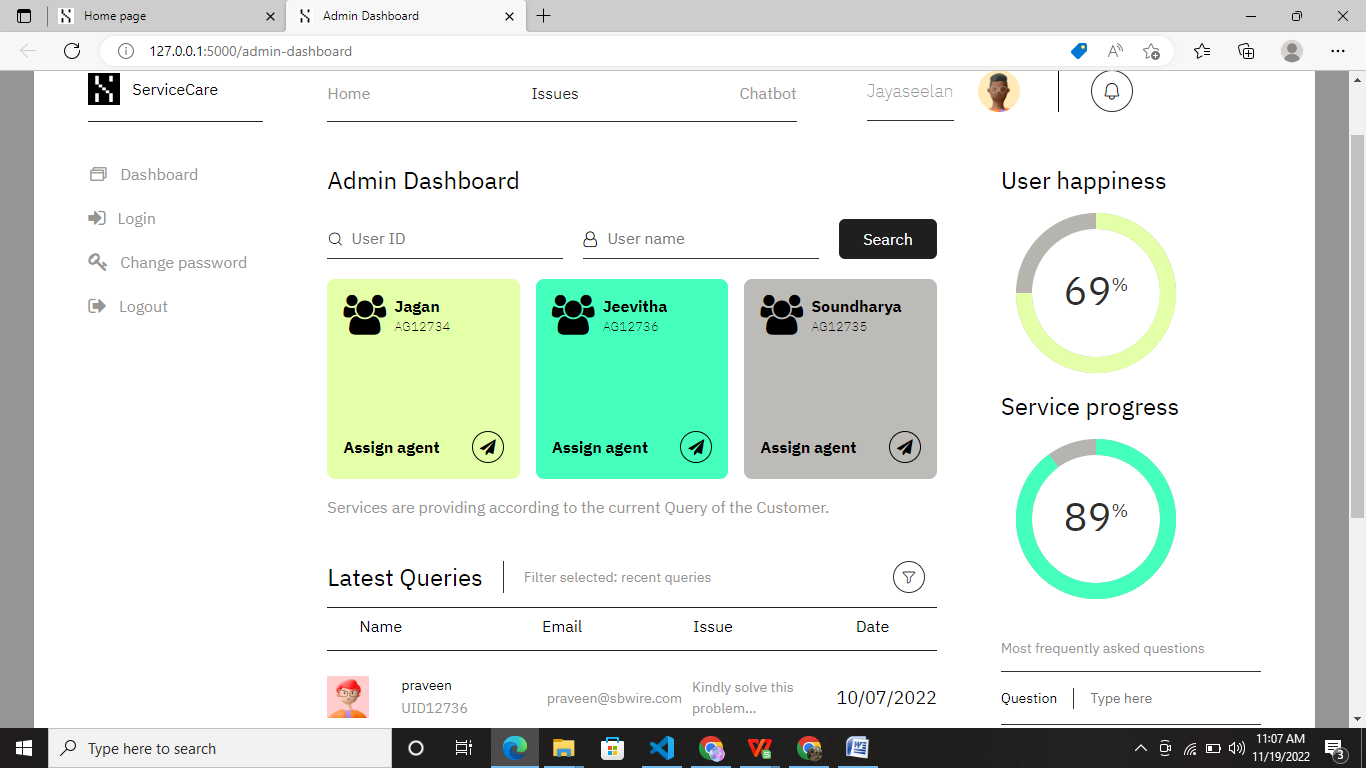 Home page
Admin Dashboard
127.0.0.1:5000/admin-dashboard
ServiceCare
Home
Issues
Chatbot
Jayaseelan
Dashboard
Login
Change password
Logout
Admin Dashboard
User ID
User name
Search
Jagan
AG12734
Assign agent
Jeevitha
AG12736
Assign agent
Soundharya
AG12735
Assign agent
Services are providing according to the current Query of the Customer.
Latest Queries
Filter selected: recent queries
Name Email Issue Date
praveen
UID12736
praveen@sbwire.com
Kindly solve this
problem...
10/07/2022
User happiness
69%
Service progress
89%
Most frequently asked questions
Question
Type here
Type here to search
11:07 AM
11/19/2022
3